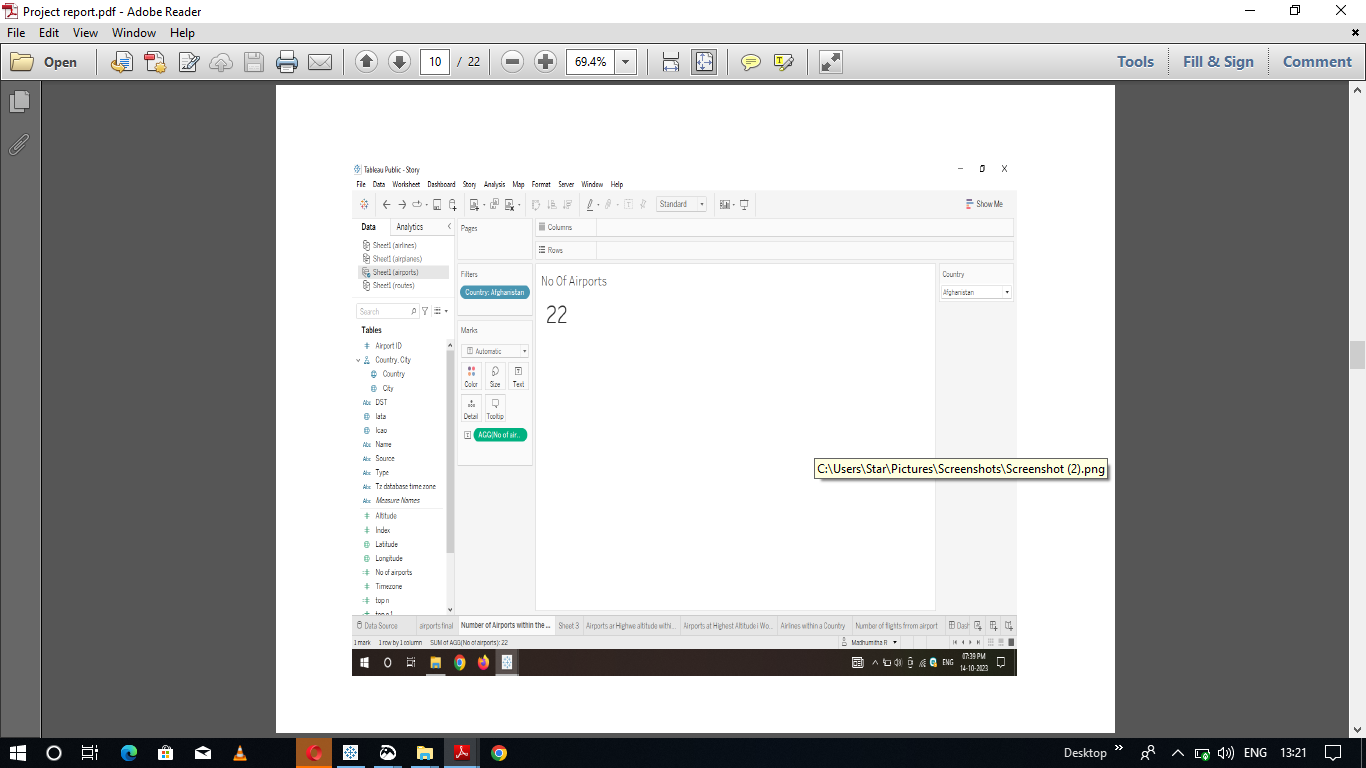 Project report.pdf - Adobe Reader
File Edit View Window Help
Open 10 / 22 69.4% Tools Fill & Sign Comment
Tableau Public - Story
File Data Worksheet Dashboard Story Analysis Map Format Server Window Help
Standard Show Me
Data Analytics
Sheet1 (airlines)
Sheet1 (airplanes)
Sheet1 (airports)
Sheet1 (routes)
Search
Tables
Airport ID
Country, City
Country
City
Abc DST
Iata
Icao
Abc Name
Abc Source
Abc Type
Abc Tz database time zone
Abc Measure Names
Altitude
Index
Latitude
Longitude
No of airports
Timezone
top n
top n 1
Pages
Filters
Country: Afghanistan
Marks
Automatic
Color Size Text
Detail Tooltip
AGG(No of air..
Columns
Rows
No Of Airports
22
Country
Afghanistan
C:\Users\Star\Pictures\Screenshots\Screenshot (2).png
Data Source airports final Number of Airports within the ... Sheet 3 Airports ar Highwe altitude withi... Airports at Highest Altitude i Wo... Airlines within a Country Number of flights frrom airport Dash
1 mark 1 row by 1 column SUM of AGG(No of airports): 22 Madhumitha R
ENG 07:39 PM
14-10-2023
Desktop ENG 13:21